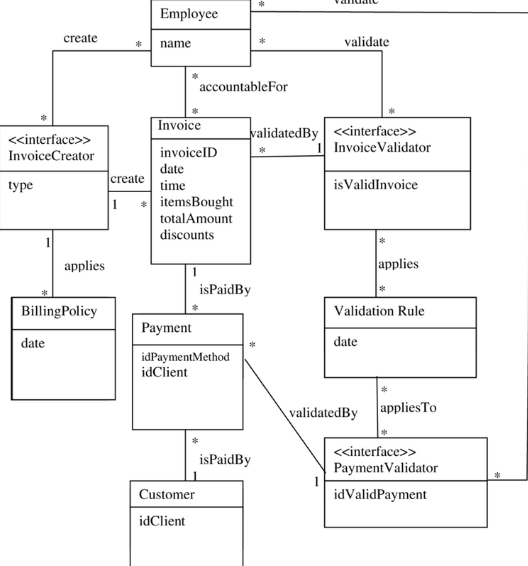 validate
*
Employee
name
create
*
*
validate
*
accountableFor
*
*
*
<<interface>>
InvoiceCreator
type
Invoice
invoiceID
date
time
itemsBought
totalAmount
discounts
validatedBy
*
1
<<interface>>
InvoiceValidator
isValidInvoice
create
1
*
1
applies
*
1
isPaidBy
*
*
applies
*
BillingPolicy
date
Payment
idPaymentMethod
idClient
*
Validation Rule
date
validatedBy
1
*
appliesTo
*
<<interface>>
PaymentValidator
idValidPayment
*
*
isPaidBy
1
Customer
idClient